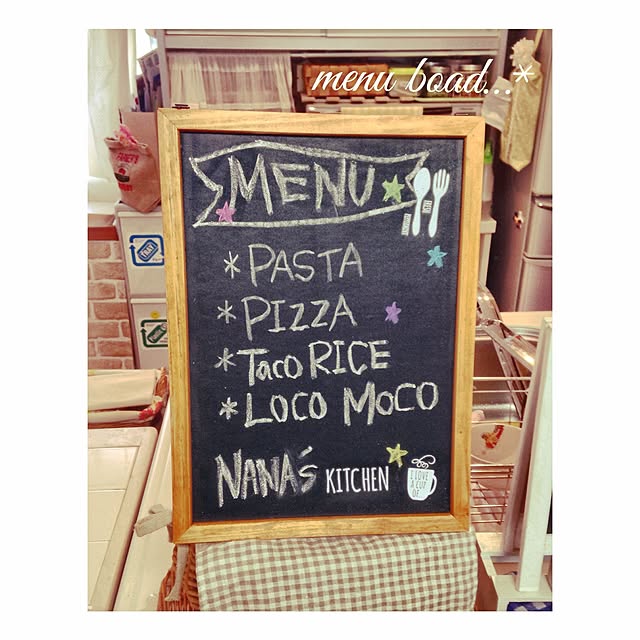 menu boad...*
MENU
*PASTA
*PIZZA
*Taco RICE
*LOCO MOCO
NANA'S KITCHEN
I LOVE
A CUP
OF